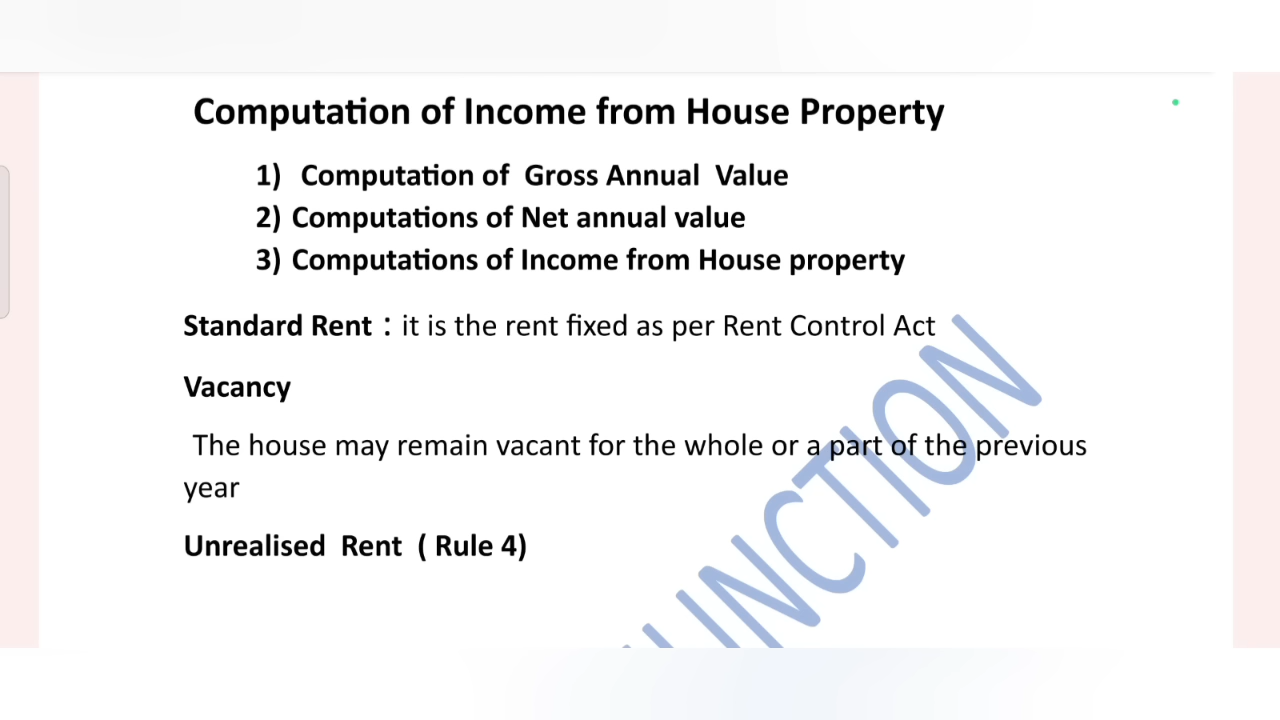 Computation of Income from House Property
1) Computation of Gross Annual Value
2) Computations of Net annual value
3) Computations of Income from House property
Standard Rent : it is the rent fixed as per Rent Control Act
Vacancy
The house may remain vacant for the whole or a part of the previous
year
Unrealised Rent ( Rule 4)